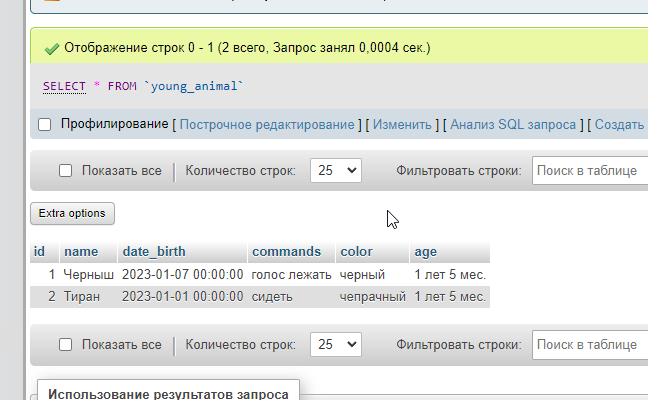 Отображение строк 0 - 1 (2 всего, Запрос занял 0,0004 сек.)
SELECT * FROM `young_animal`
Профилирование [ Построчное редактирование ] [ Изменить ] [ Анализ SQL запроса ] [ Создать
Показать все Количество строк: 25 Фильтровать строки: Поиск в таблице
Extra options
id name date_birth commands color age
1 Черныш 2023-01-07 00:00:00 голос лежать черный 1 лет 5 мес.
2 Тиран 2023-01-01 00:00:00 сидеть чепрачный 1 лет 5 мес.
Показать все Количество строк: 25 Фильтровать строки: Поиск в таблице
Использование результатов запроса